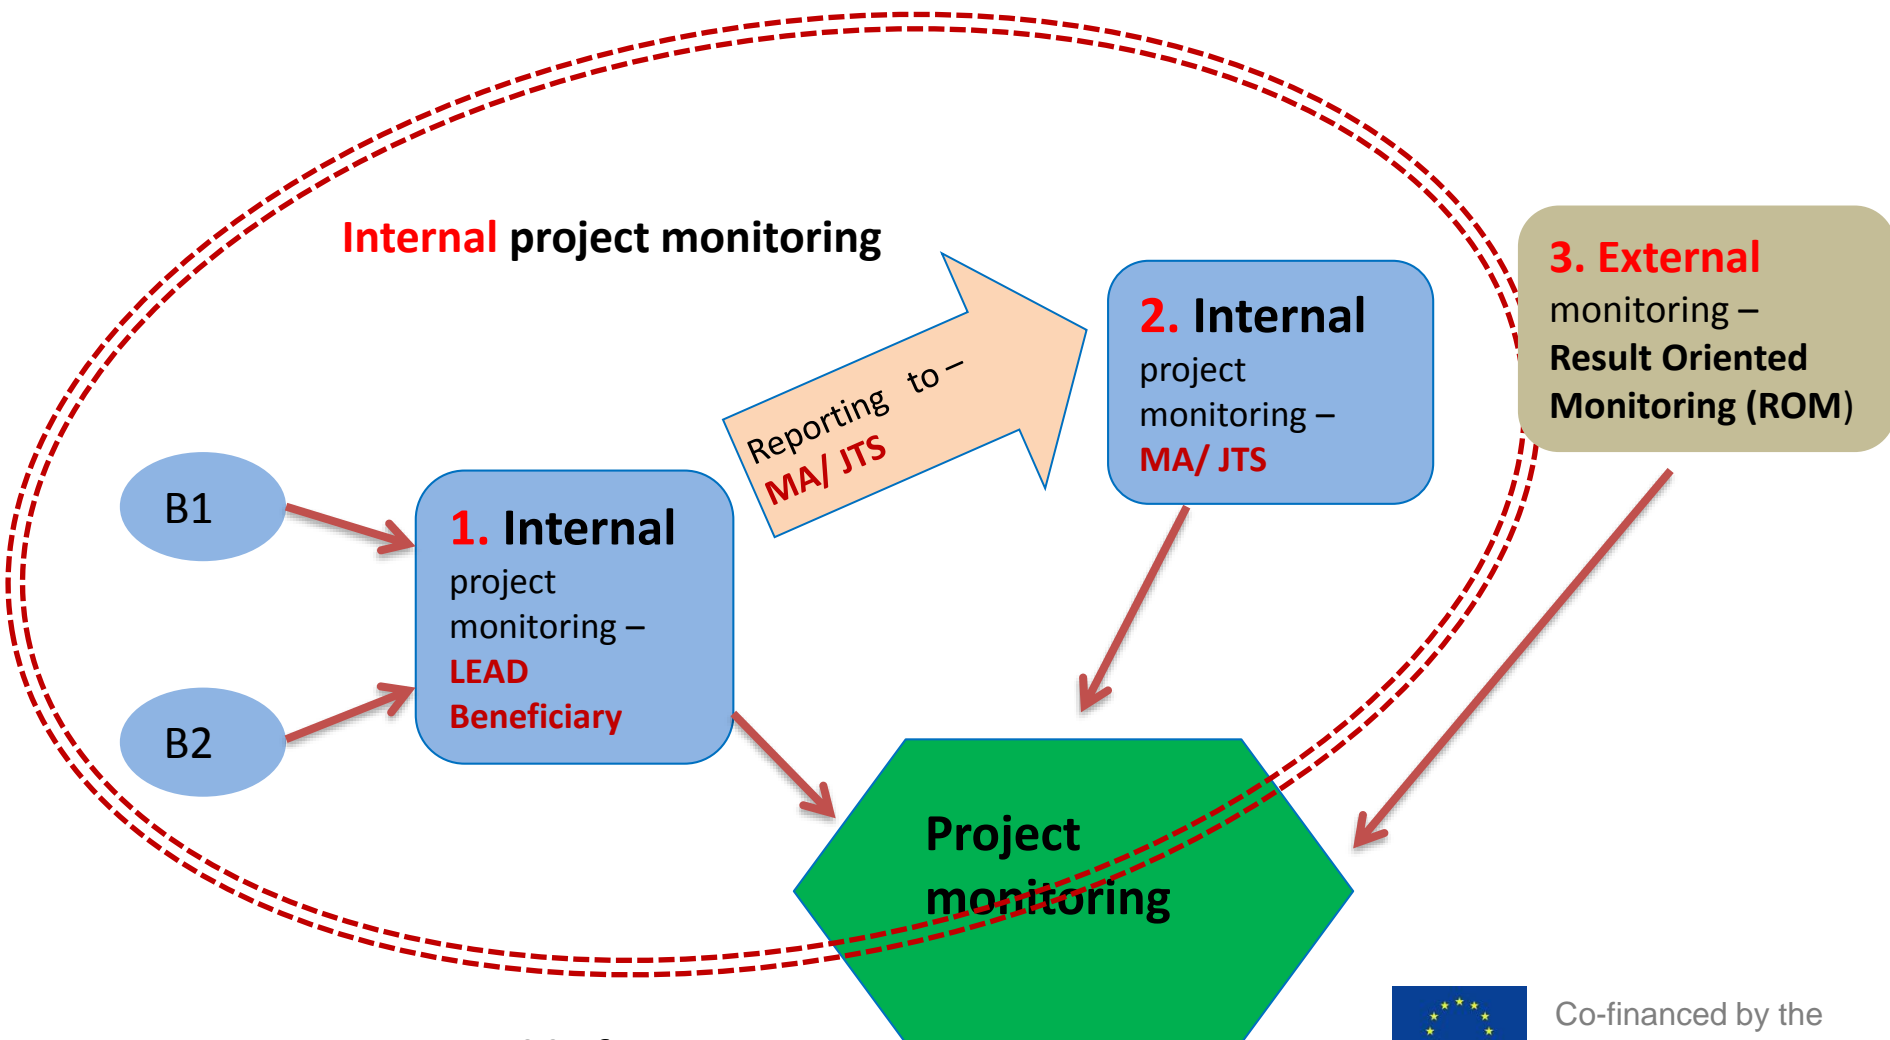 Internal project monitoring
3. External
monitoring –
Result Oriented
Monitoring (ROM)
2. Internal
project
monitoring –
MA/ JTS
Reporting to –
MA/ JTS
B1
1. Internal
project
monitoring –
LEAD
Beneficiary
B2
Project
monitoring
Co-financed by the